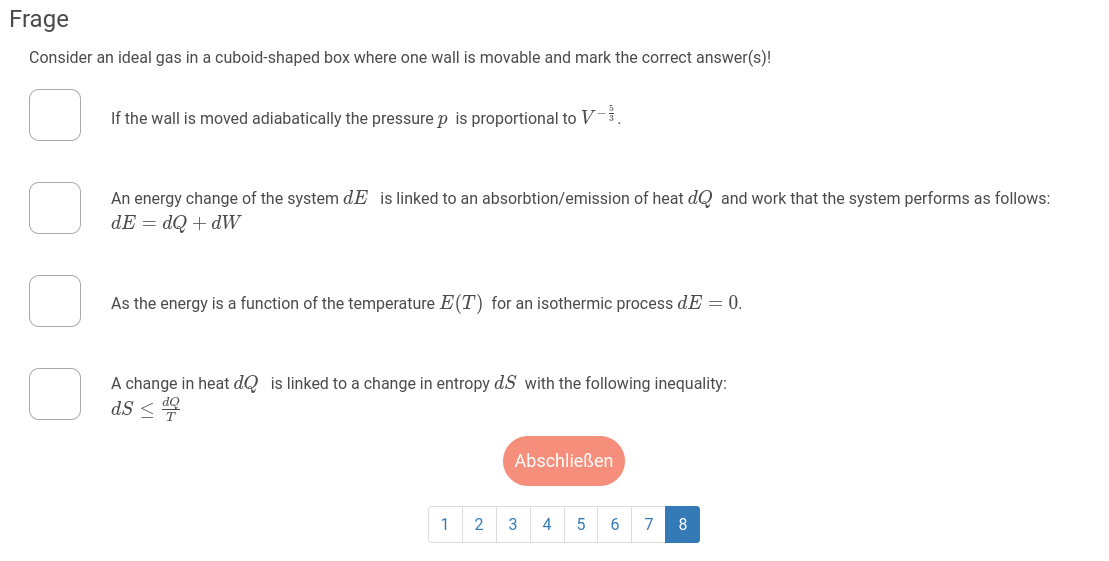 Frage
Consider an ideal gas in a cuboid-shaped box where one wall is movable and mark the correct answer(s)!
If the wall is moved adiabatically the pressure p is proportional to V^{-\frac{5}{3}}.
An energy change of the system dE is linked to an absorbtion/emission of heat dQ and work that the system performs as follows:
dE = dQ + dW
As the energy is a function of the temperature E(T) for an isothermic process dE = 0.
A change in heat dQ is linked to a change in entropy dS with the following inequality:
dS ≤ \frac{dQ}{T}
Abschließen
1 2 3 4 5 6 7 8